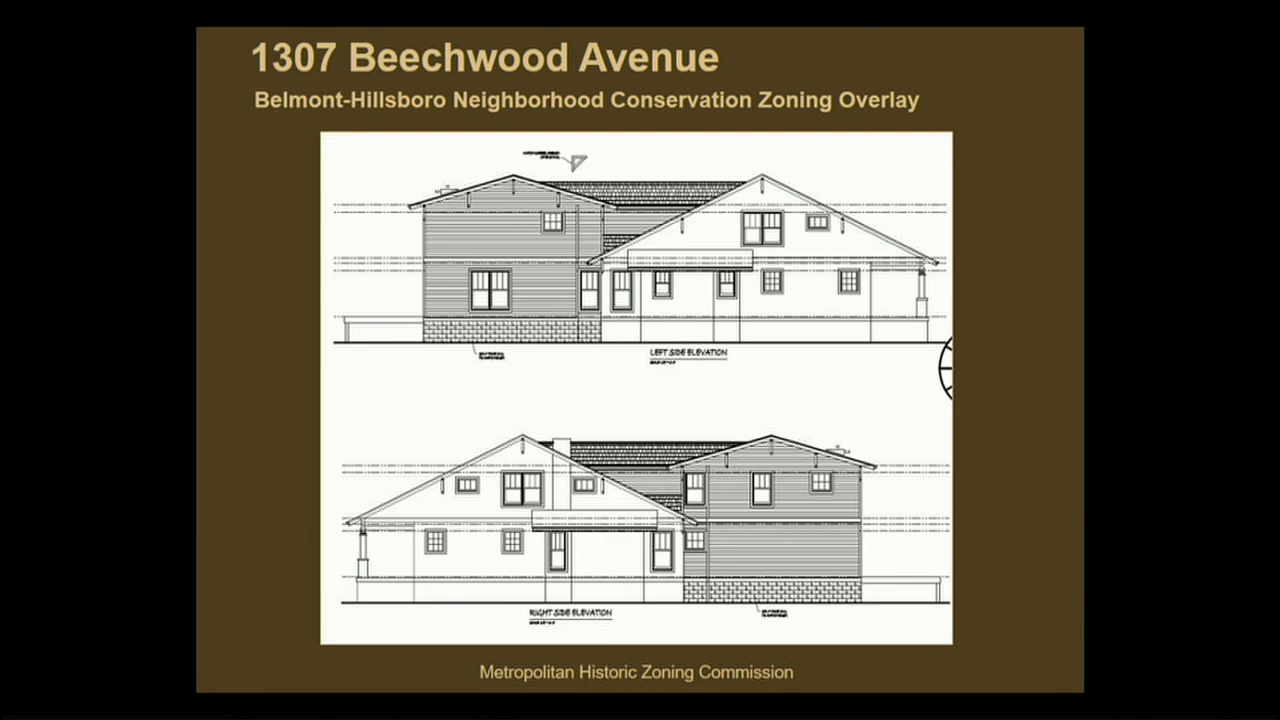 1307 Beechwood Avenue
Belmont-Hillsboro Neighborhood Conservation Zoning Overlay
LEFT SIDE ELEVATION
RIGHT SIDE ELEVATION
Metropolitan Historic Zoning Commission